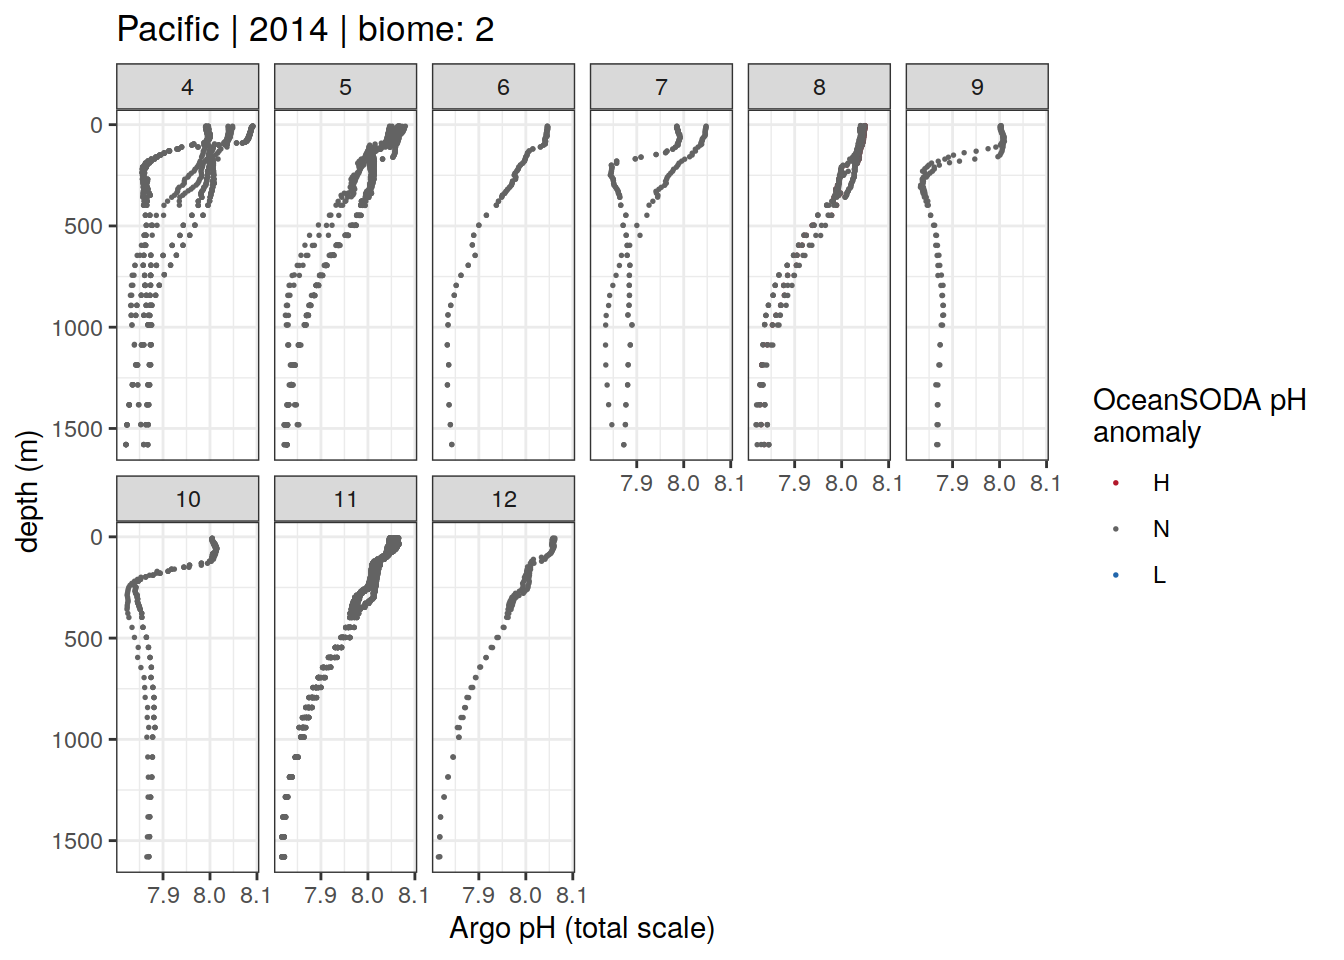 Pacific | 2014 | biome: 2
4 5 6 7 8 9
0
500
1000
1500
7.9 8.0 8.1 7.9 8.0 8.1 7.9 8.0 8.1
10 11 12
0
500
1000
1500
7.9 8.0 8.1 7.9 8.0 8.1 7.9 8.0 8.1
depth (m)
Argo pH (total scale)
OceanSODA pH
anomaly
H
N
L